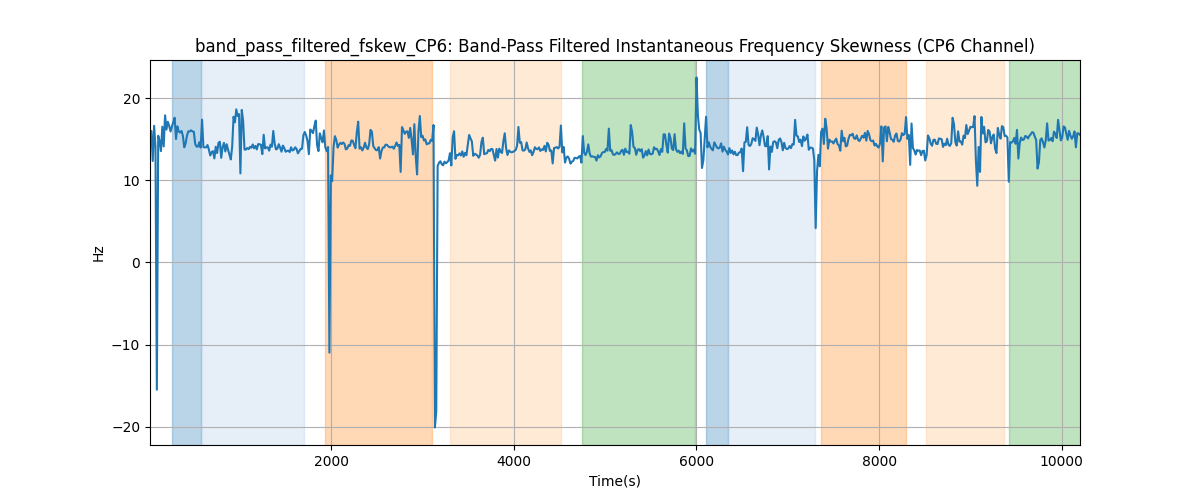 band_pass_filtered_fskew_CP6: Band-Pass Filtered Instantaneous Frequency Skewness (CP6 Channel)
20
10
0
−10
−20
Hz
2000 4000 6000 8000 10000
Time(s)